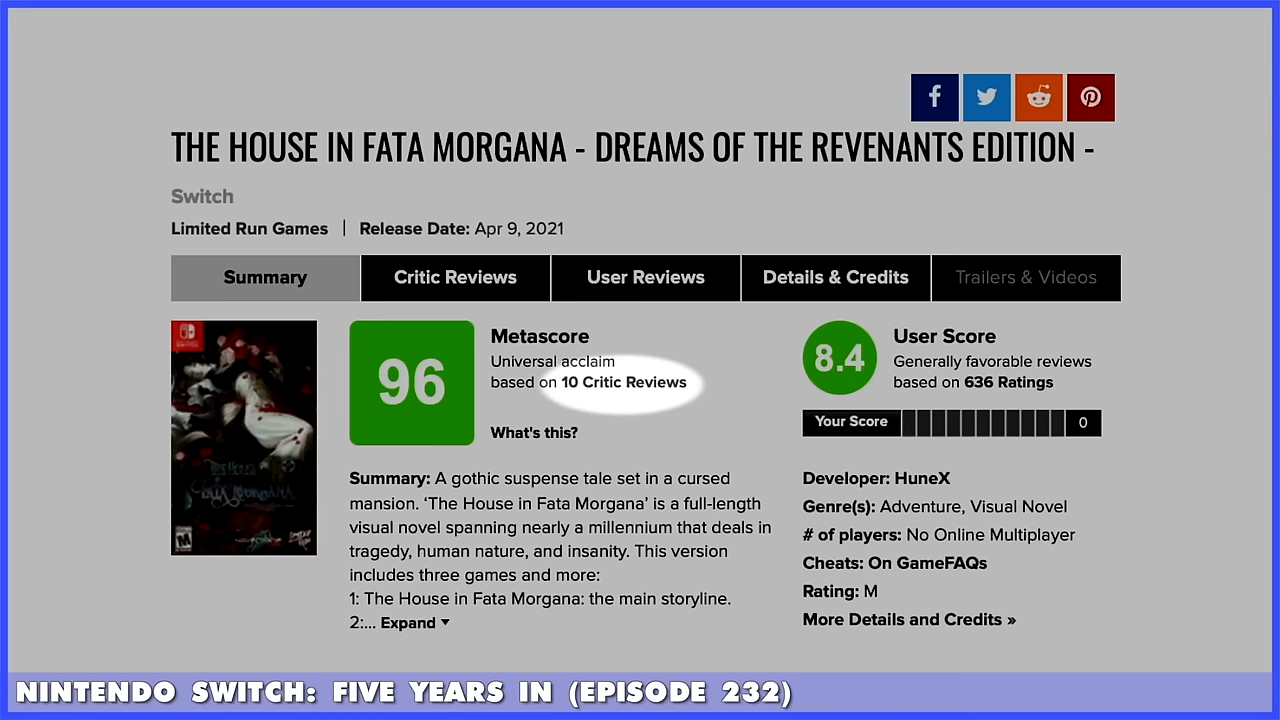 THE HOUSE IN FATA MORGANA - DREAMS OF THE REVENANTS EDITION -
Switch
Limited Run Games | Release Date: Apr 9, 2021
Summary
Critic Reviews
User Reviews
Details & Credits
Trailers & Videos
96
Metascore
Universal acclaim
based on 10 Critic Reviews
What's this?
8.4
User Score
Generally favorable reviews
based on 636 Ratings
Your Score
0
Summary: A gothic suspense tale set in a cursed
mansion. ‘The House in Fata Morgana’ is a full-length
visual novel spanning nearly a millennium that deals in
tragedy, human nature, and insanity. This version
includes three games and more:
1: The House in Fata Morgana: the main storyline.
2:... Expand
Developer: HuneX
Genre(s): Adventure, Visual Novel
# of players: No Online Multiplayer
Cheats: On GameFAQs
Rating: M
More Details and Credits »
NINTENDO SWITCH: FIVE YEARS IN (EPISODE 232)